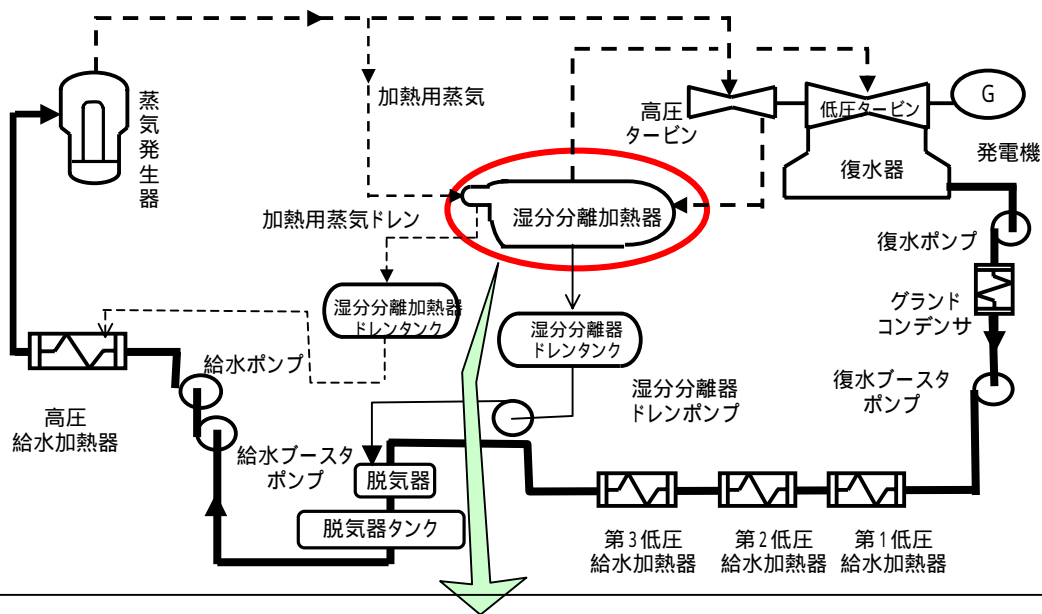 蒸気発生器
加熱用蒸気
高圧
タービン
低圧タービン
G
発電機
復水器
加熱用蒸気ドレン
湿分分離加熱器
復水ポンプ
湿分分離加熱器
ドレンタンク
湿分分離器
ドレンタンク
グランド
コンデンサ
給水ポンプ
湿分分離器
ドレンポンプ
復水ブースタ
ポンプ
高圧
給水加熱器
給水ブースタ
ポンプ
脱気器
脱気器タンク
第3低圧
給水加熱器
第2低圧
給水加熱器
第1低圧
給水加熱器